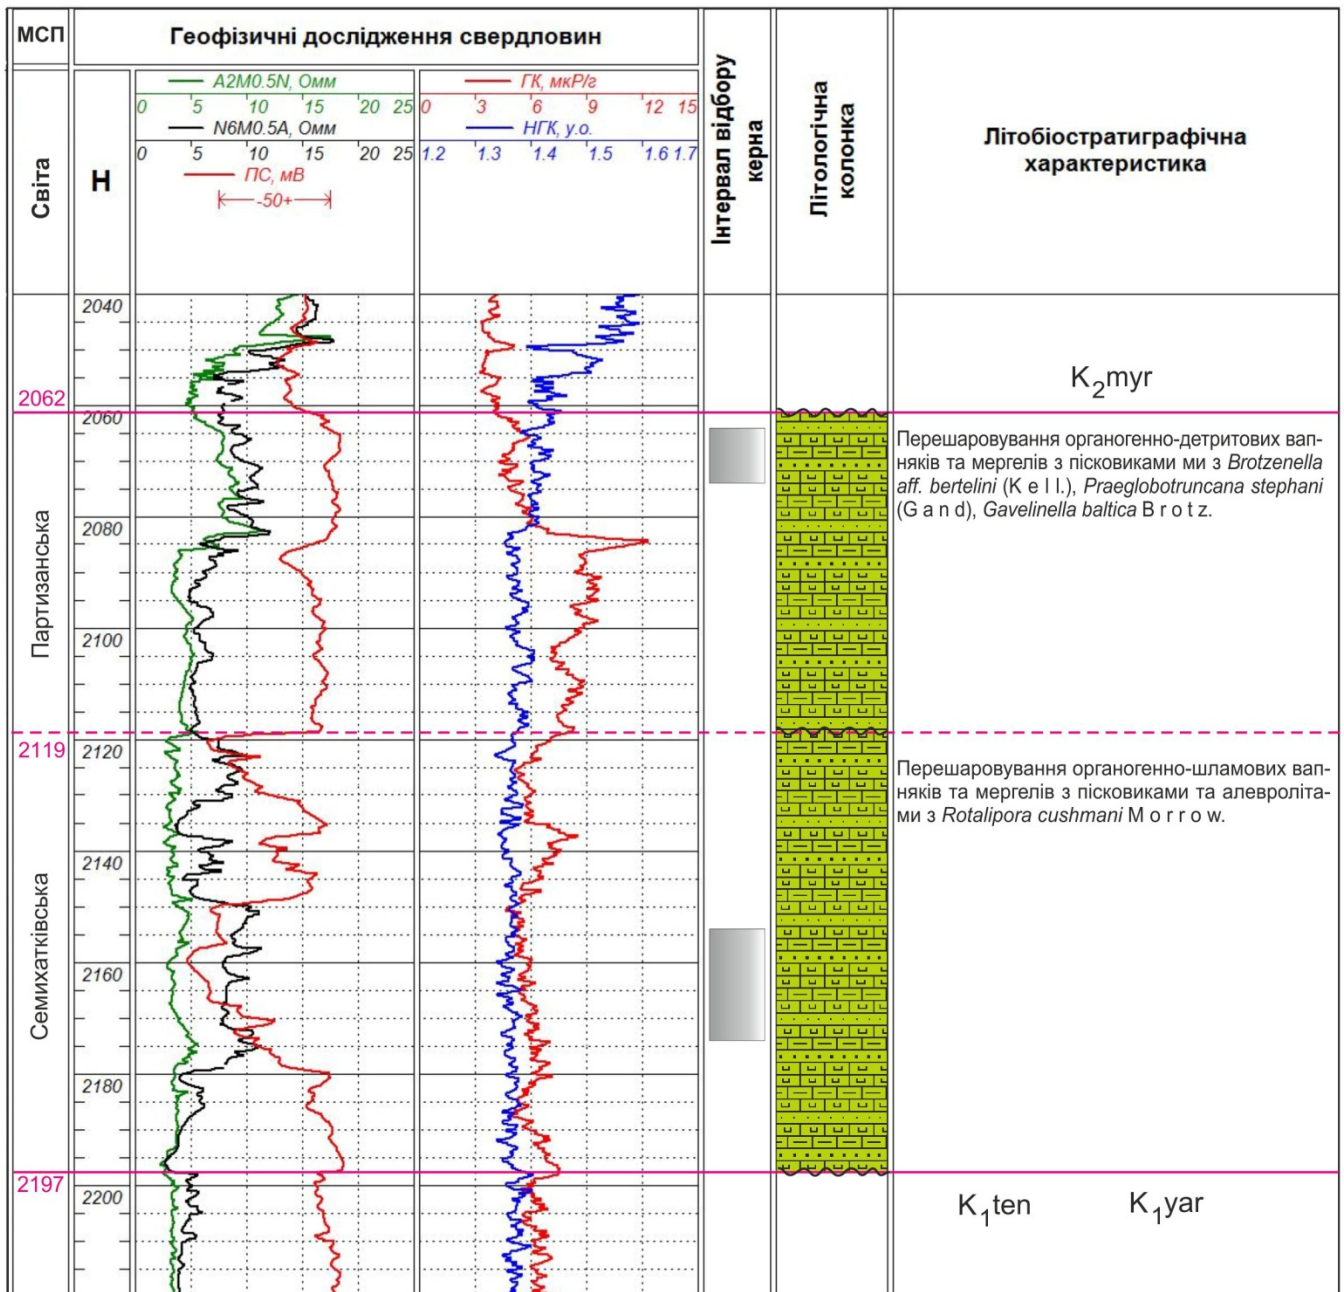 МСП
Геофізичні дослідження свердловин
Світа
Н
A2M0.5N, Омм
0 5 10 15 20 25
N6M0.5A, Омм
0 5 10 15 20 25
ПС, мВ
-50+
ГК, мкР/г
0 3 6 9 12 15
НГК, у.о.
1.2 1.3 1.4 1.5 1.6 1.7
Інтервал відбору
керна
Літологічна
колонка
Літобіостратиграфічна
характеристика
2040
K2myr
2062
2060
Перешаровування органогенно-детритових вап-
няків та мергелів з пісковиками ми з Brotzenella
aff. bertelini (K e l l.), Praeglobotruncana stephani
(G a n d), Gavelinella baltica B r o t z.
Партизанська
2080
2100
2119
2120
Перешаровування органогенно-шламових вап-
няків та мергелів з пісковиками та алевроліта-
ми з Rotalipora cushmani M o r r o w.
2140
Семихатківська
2160
2180
2197
2200
K1ten K1yar